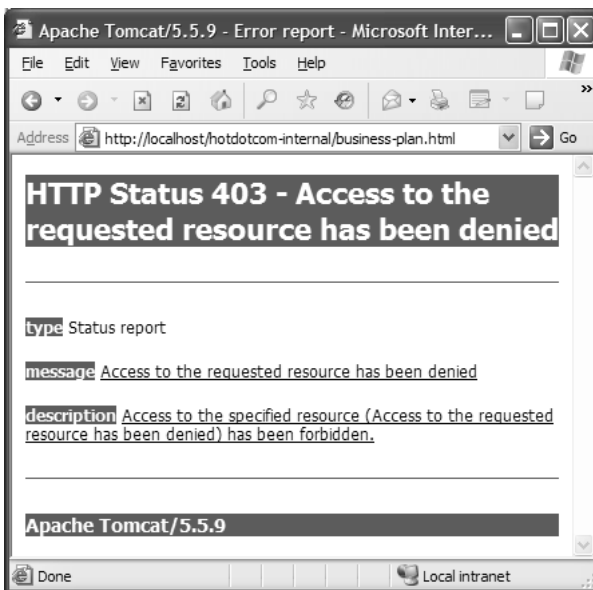 Apache Tomcat/5.5.9 - Error report - Microsoft Inter...
File Edit View Favorites Tools Help
»
Address http://localhost/hotdotcom-internal/business-plan.html Go
HTTP Status 403 - Access to the
requested resource has been denied
type Status report
message Access to the requested resource has been denied
description Access to the specified resource (Access to the requested
resource has been denied) has been forbidden.
Apache Tomcat/5.5.9
Done Local intranet